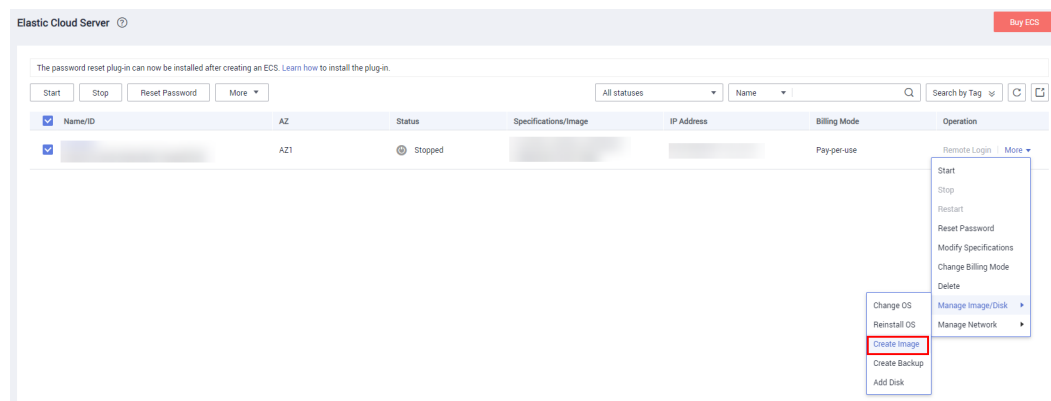 Elastic Cloud Server ?
Buy ECS
The password reset plug-in can now be installed after creating an ECS. Learn how to install the plug-in.
Start Stop Reset Password More All statuses Name Search by Tag
Name/ID AZ Status Specifications/Image IP Address Billing Mode Operation
AZ1 Stopped Pay-per-use Remote Login More
Start
Stop
Restart
Reset Password
Modify Specifications
Change Billing Mode
Delete
Manage Image/Disk
Manage Network
Change OS
Reinstall OS
Create Image
Create Backup
Add Disk